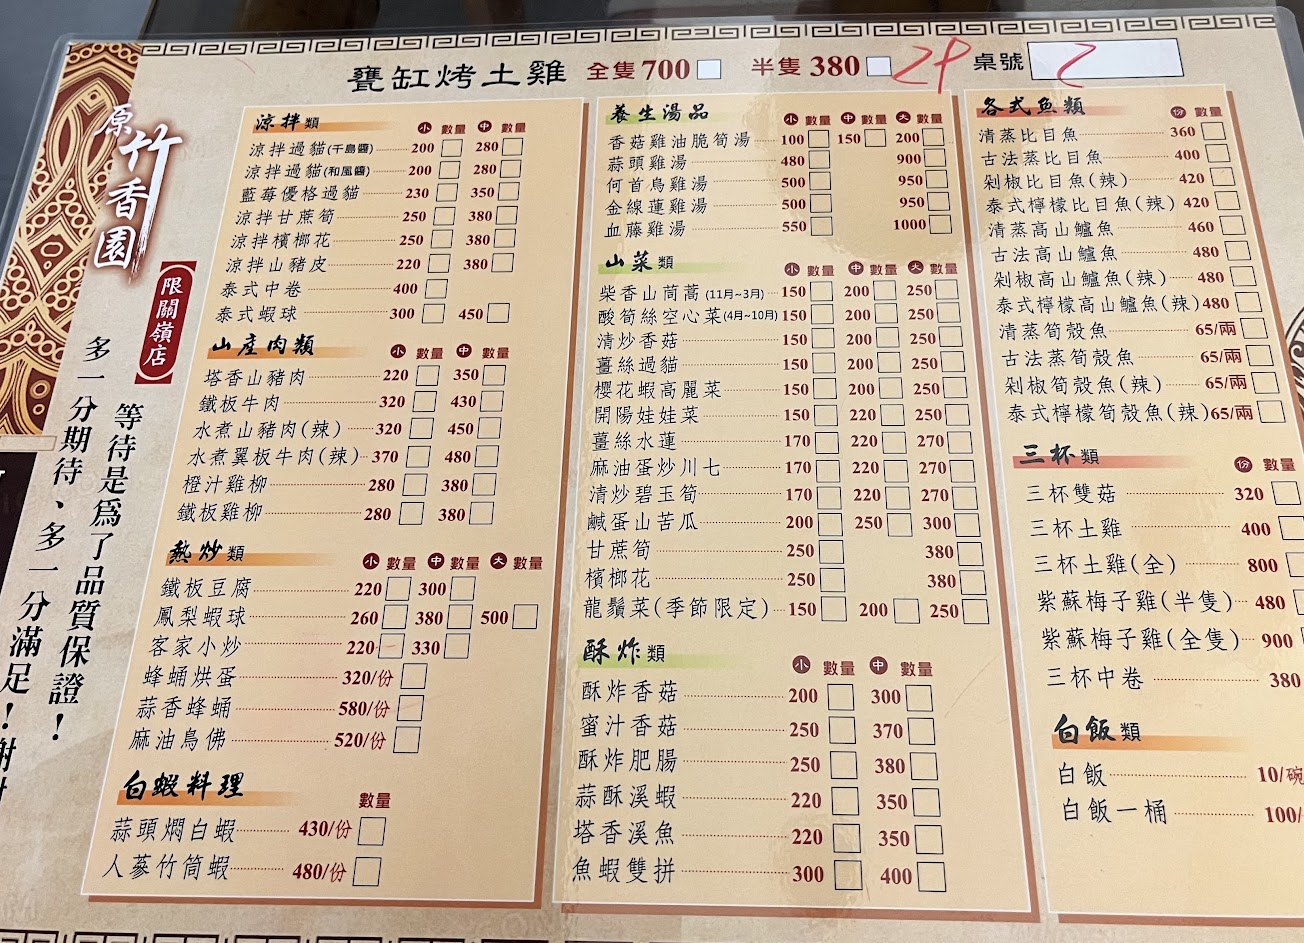 甕缸烤土雞 全隻700 半隻380 桌號 2
原竹香園
限關嶺店
多一分期待、多一分滿足!
等待是為了品質保證!
涼拌類 小 數量 中 數量
涼拌過貓(千島醬) 200 280
涼拌過貓(和風醬) 200 280
藍莓優格過貓 230 350
涼拌甘蔗筍 250 380
涼拌檳榔花 250 380
涼拌山豬皮 220 380
泰式中卷 400
泰式蝦球 300 450
山產肉類 小 數量 中 數量
塔香山豬肉 220 350
鐵板牛肉 320 430
水煮山豬肉(辣) 320 450
水煮翼板牛肉(辣) 370 480
橙汁雞柳 280 380
鐵板雞柳 280 380
熱炒類 小 數量 中 數量 大 數量
鐵板豆腐 220 300
鳳梨蝦球 260 380 500
客家小炒 220 330
蜂蛹烘蛋 320/份
蒜香蜂蛹 580/份
麻油鳥佛 520/份
白蝦料理 數量
蒜頭燜白蝦 430/份
人蔘竹筒蝦 480/份
養生湯品 小 數量 中 數量 大 數量
香菇雞油脆筍湯 100 150 200
蒜頭雞湯 480 900
何首烏雞湯 500 950
金線蓮雞湯 500 950
血藤雞湯 550 1000
山菜類 小 數量 中 數量 大 數量
柴香山茼蒿(11月~3月) 150 200 250
酸筍絲空心菜(4月~10月) 150 200 250
清炒香菇 150 200 250
薑絲過貓 150 200 250
櫻花蝦高麗菜 150 200 250
開陽娃娃菜 150 220 250
薑絲水蓮 170 220 270
麻油蛋炒川七 170 220 270
清炒碧玉筍 170 220 270
鹹蛋山苦瓜 200 250 300
甘蔗筍 250 380
檳榔花 250 380
龍鬚菜(季節限定) 150 200 250
酥炸類 小 數量 中 數量
酥炸香菇 200 300
蜜汁香菇 250 370
酥炸肥腸 250 380
蒜酥溪蝦 220 350
塔香溪魚 220 350
魚蝦雙拼 300 400
各式魚類 份 數量
清蒸比目魚 360
古法蒸比目魚 400
剁椒比目魚(辣) 420
泰式檸檬比目魚(辣) 420
清蒸高山鱸魚 460
古法高山鱸魚 480
剁椒高山鱸魚(辣) 480
泰式檸檬高山鱸魚(辣) 480
清蒸筍殼魚 65/兩
古法蒸筍殼魚 65/兩
剁椒筍殼魚(辣) 65/兩
泰式檸檬筍殼魚(辣) 65/兩
三杯類 份 數量
三杯雙菇 320
三杯土雞 400
三杯土雞(全) 800
紫蘇梅子雞(半隻) 480
紫蘇梅子雞(全隻) 900
三杯中卷 380
白飯類
白飯 10/碗
白飯一桶 100/